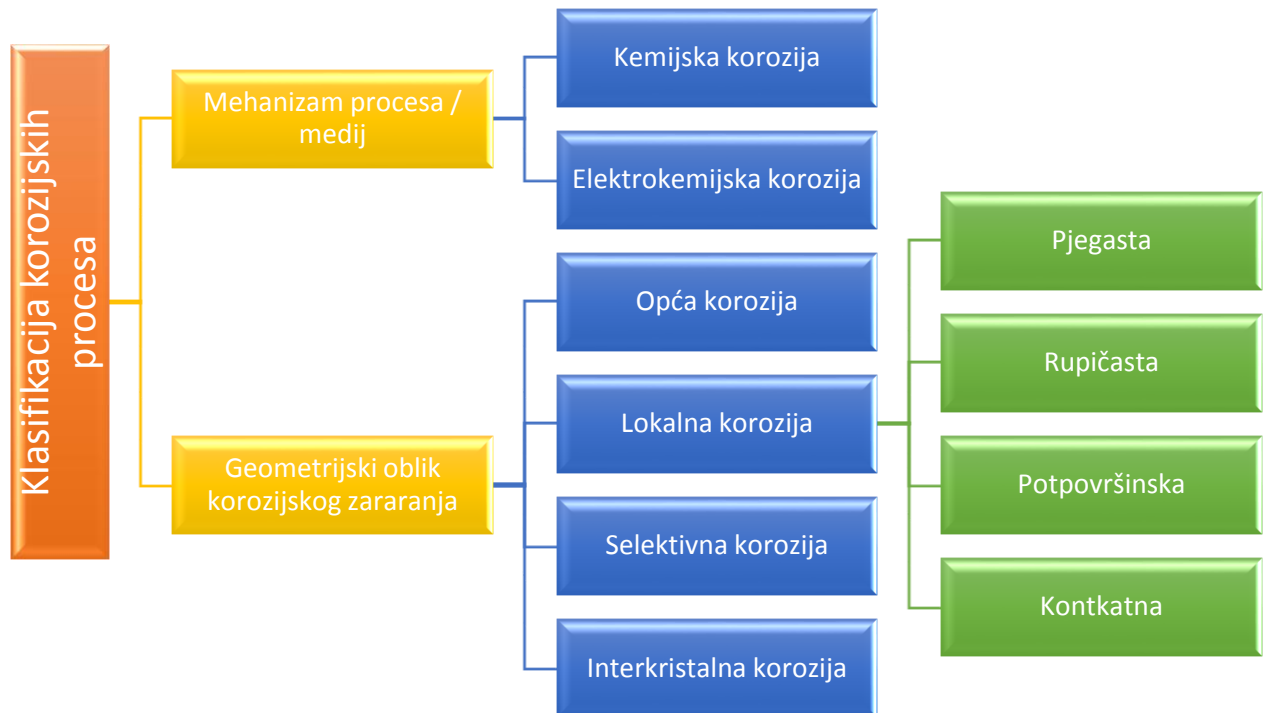 Klasifikacija korozijskih
procesa
Mehanizam procesa /
medij
Kemijska korozija
Elektrokemijska korozija
Geometrijski oblik
korozijskog zararanja
Opća korozija
Lokalna korozija
Pjegasta
Rupičasta
Potpovršinska
Kontkatna
Selektivna korozija
Interkristalna korozija